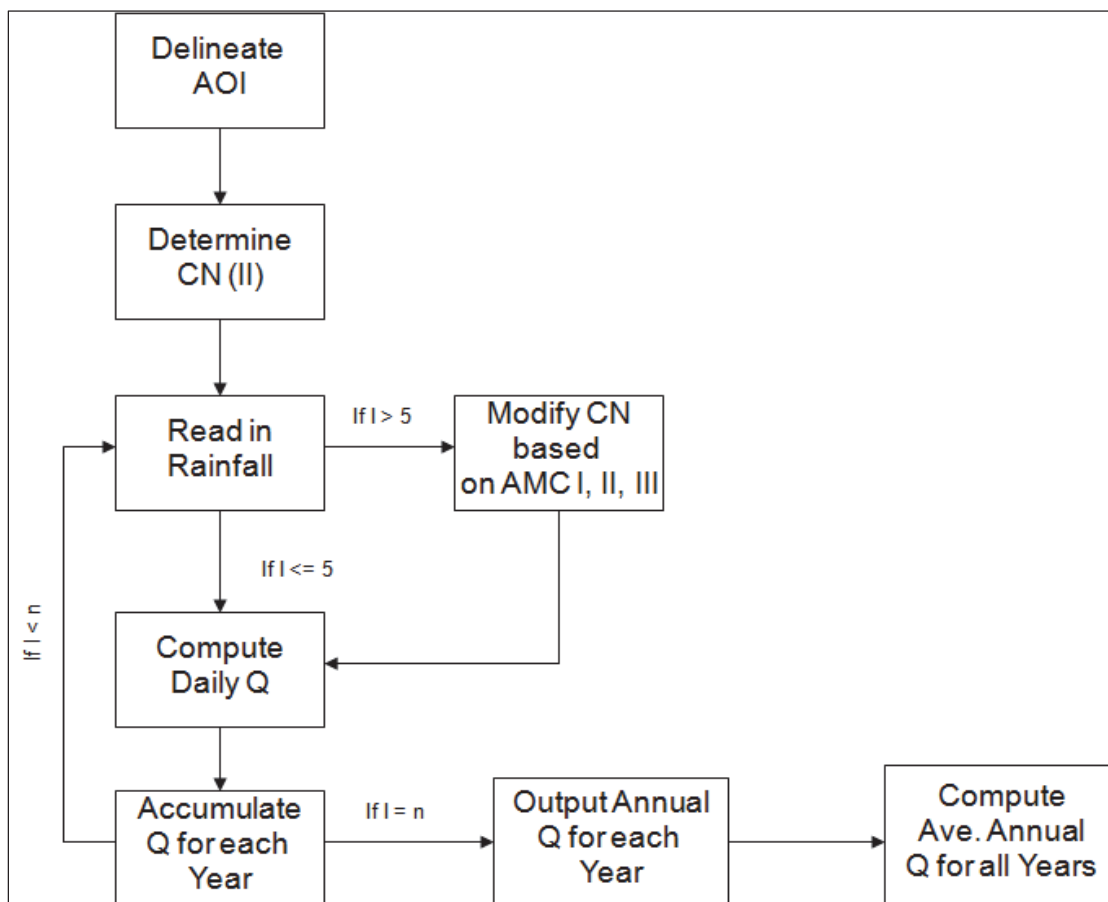 Delineate
AOI
Determine
CN (II)
Read in
Rainfall
If I > 5
Modify CN
based
on AMC I, II, III
If I <= 5
If I < n
Compute
Daily Q
Accumulate
Q for each
Year
If I = n
Output Annual
Q for each
Year
Compute
Ave. Annual
Q for all Years